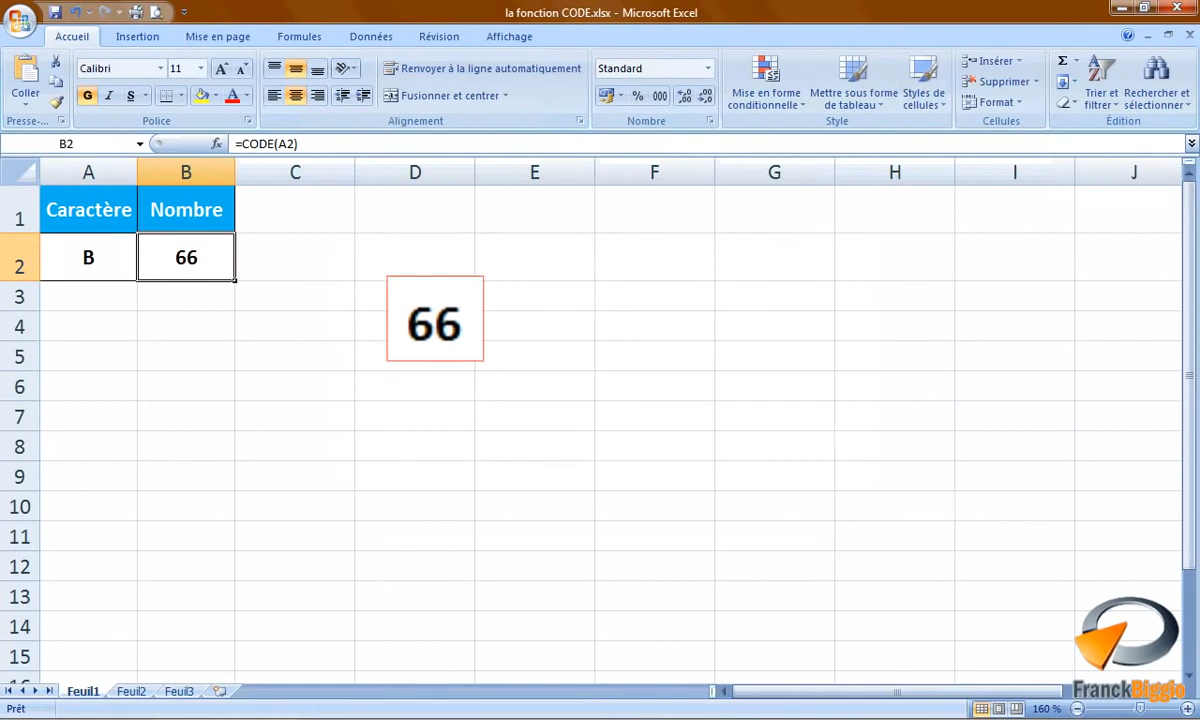 la fonction CODE.xlsx - Microsoft Excel
Accueil Insertion Mise en page Formules Données Révision Affichage
Coller
Calibri 11
G I S A
Renvoyer à la ligne automatiquement
Fusionner et centrer
Standard
% 000
Mise en forme conditionnelle
Mettre sous forme de tableau
Styles de cellules
Insérer
Supprimer
Format
Σ
Trier et filtrer
Rechercher et sélectionner
Presse-... Police Alignement Nombre Style Cellules Édition
B2 fx =CODE(A2)
A B C D E F G H I J
1 Caractère Nombre
2 B 66
3
66
4
5
6
7
8
9
10
11
12
13
14
15
16
FranckBiggio
Feuil1 Feuil2 Feuil3
Prêt 160 %